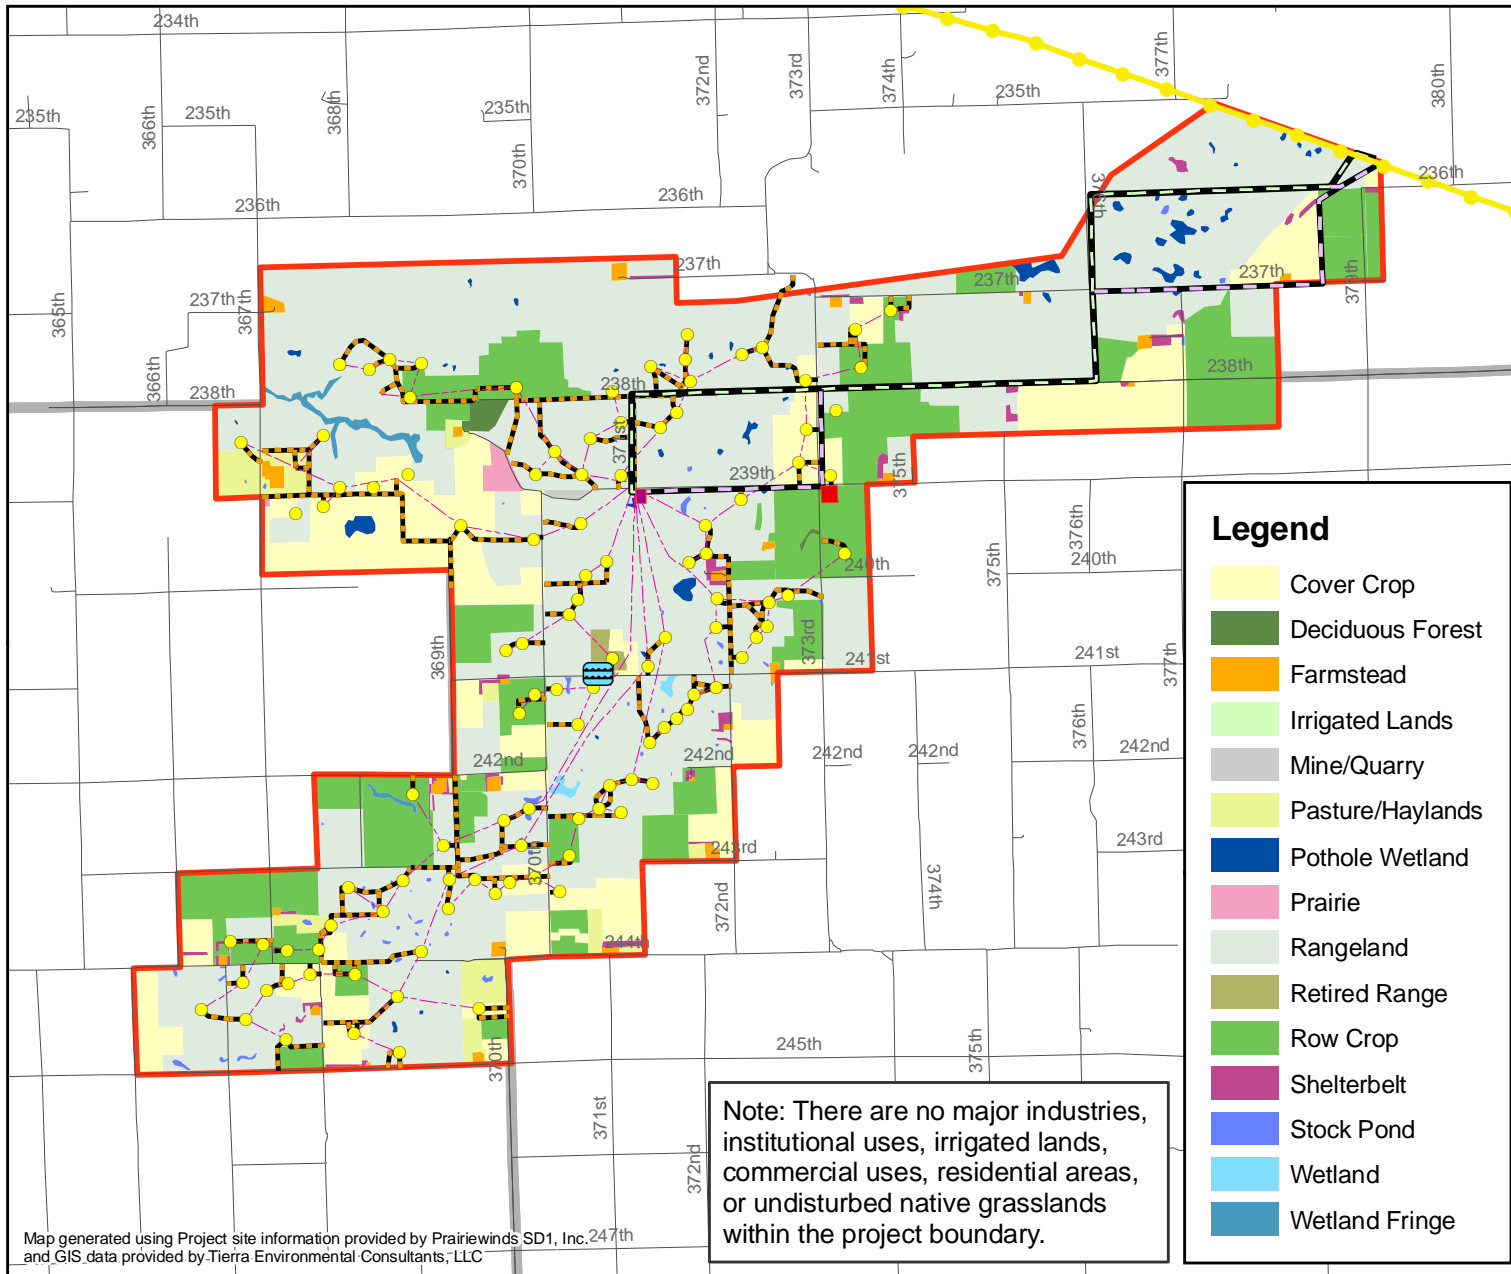 234th
377th
372nd
373rd
374th
380th
235th
235th
235th
235th
366th
368th
370th
376th
236th
236th
236th
237th
237th
237th
237th
379th
365th
367th
366th
238th
238th
238th
371st
239th
375th
Legend
Cover Crop
Deciduous Forest
Farmstead
Irrigated Lands
Mine/Quarry
Pasture/Haylands
Pothole Wetland
Prairie
Rangeland
Retired Range
Row Crop
Shelterbelt
Stock Pond
Wetland
Wetland Fringe
376th
375th
240th
240th
369th
373rd
241st
241st
377th
376th
242nd
242nd
242nd
242nd
242nd
243rd
243rd
370th
374th
372nd
244th
370th
245th
375th
371st
372nd
247th
Note: There are no major industries,
institutional uses, irrigated lands,
commercial uses, residential areas,
or undisturbed native grasslands
within the project boundary.
Map generated using Project site information provided by Prairiewinds SD1, Inc.
and GIS data provided by Tierra Environmental Consultants, LLC